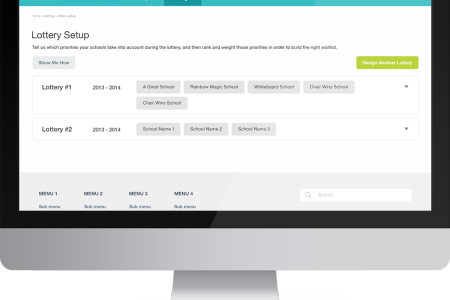 Home > Lottery > Lottery Setup
Lottery Setup
Tell us which priorities your schools take into account during the lottery, and then rank and weight those priorities in order to build the right waitlist.
Show Me How
Design Another Lottery
Lottery #1 2013 - 2014 A Great School Rainbow Magic School Whiteboard School Chair Wins School
Chair Wins School
Lottery #2 2013 - 2014 School Name 1 School Name 2 School Name 3
MENU 1 MENU 2 MENU 3 MENU 4 Search
Sub menu Sub menu Sub menu Sub menu